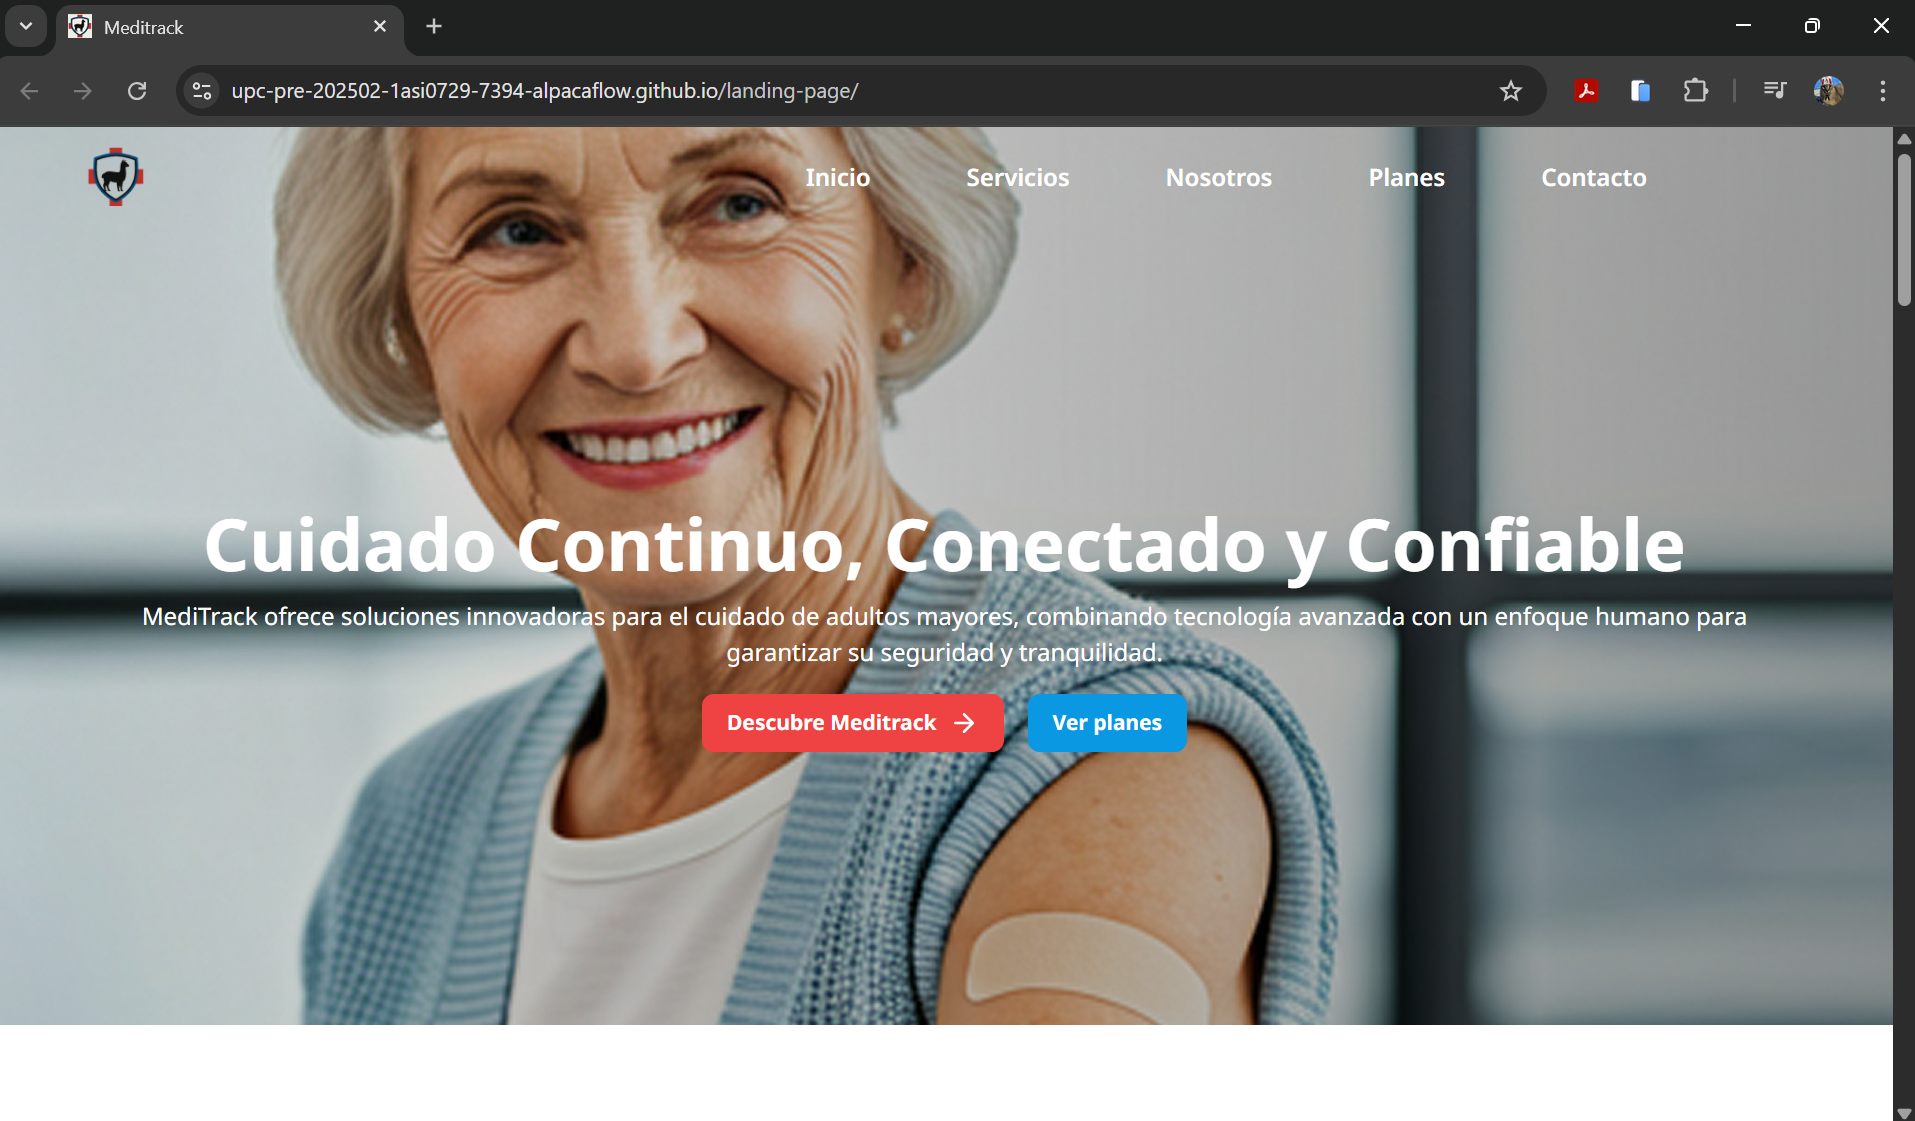 Meditrack
upc-pre-202502-1asi0729-7394-alpacaflow.github.io/landing-page/
Inicio Servicios Nosotros Planes Contacto
Cuidado Continuo, Conectado y Confiable
MediTrack ofrece soluciones innovadoras para el cuidado de adultos mayores, combinando tecnología avanzada con un enfoque humano para
garantizar su seguridad y tranquilidad.
Descubre Meditrack → Ver planes